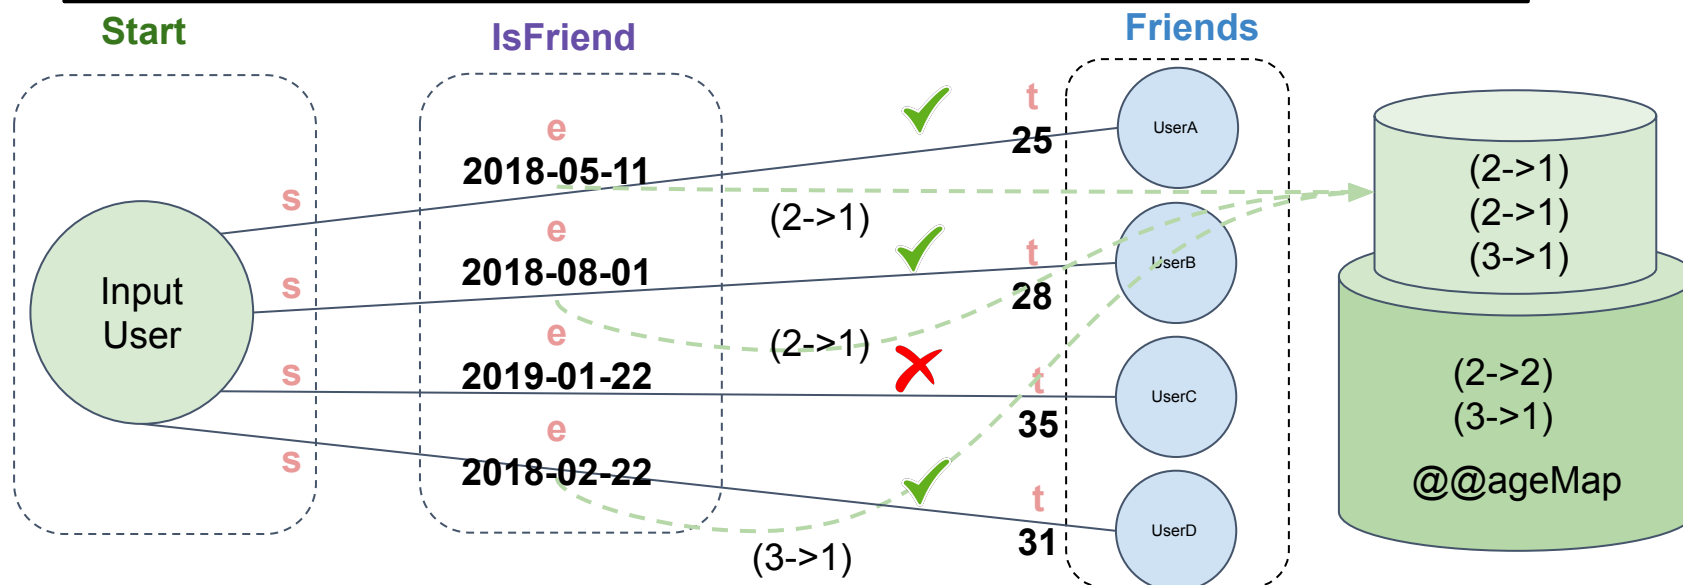 Start
IsFriend
Friends
e
t
2018-05-11
25
UserA
s
(2->1)
e
2018-08-01
s
t
28
UserB
(2->1)
e
2019-01-22
s
t
35
UserC
e
2018-02-22
s
t
31
UserD
(3->1)
Input
User
(2->1)
(2->1)
(3->1)
(2->2)
(3->1)
@@ageMap